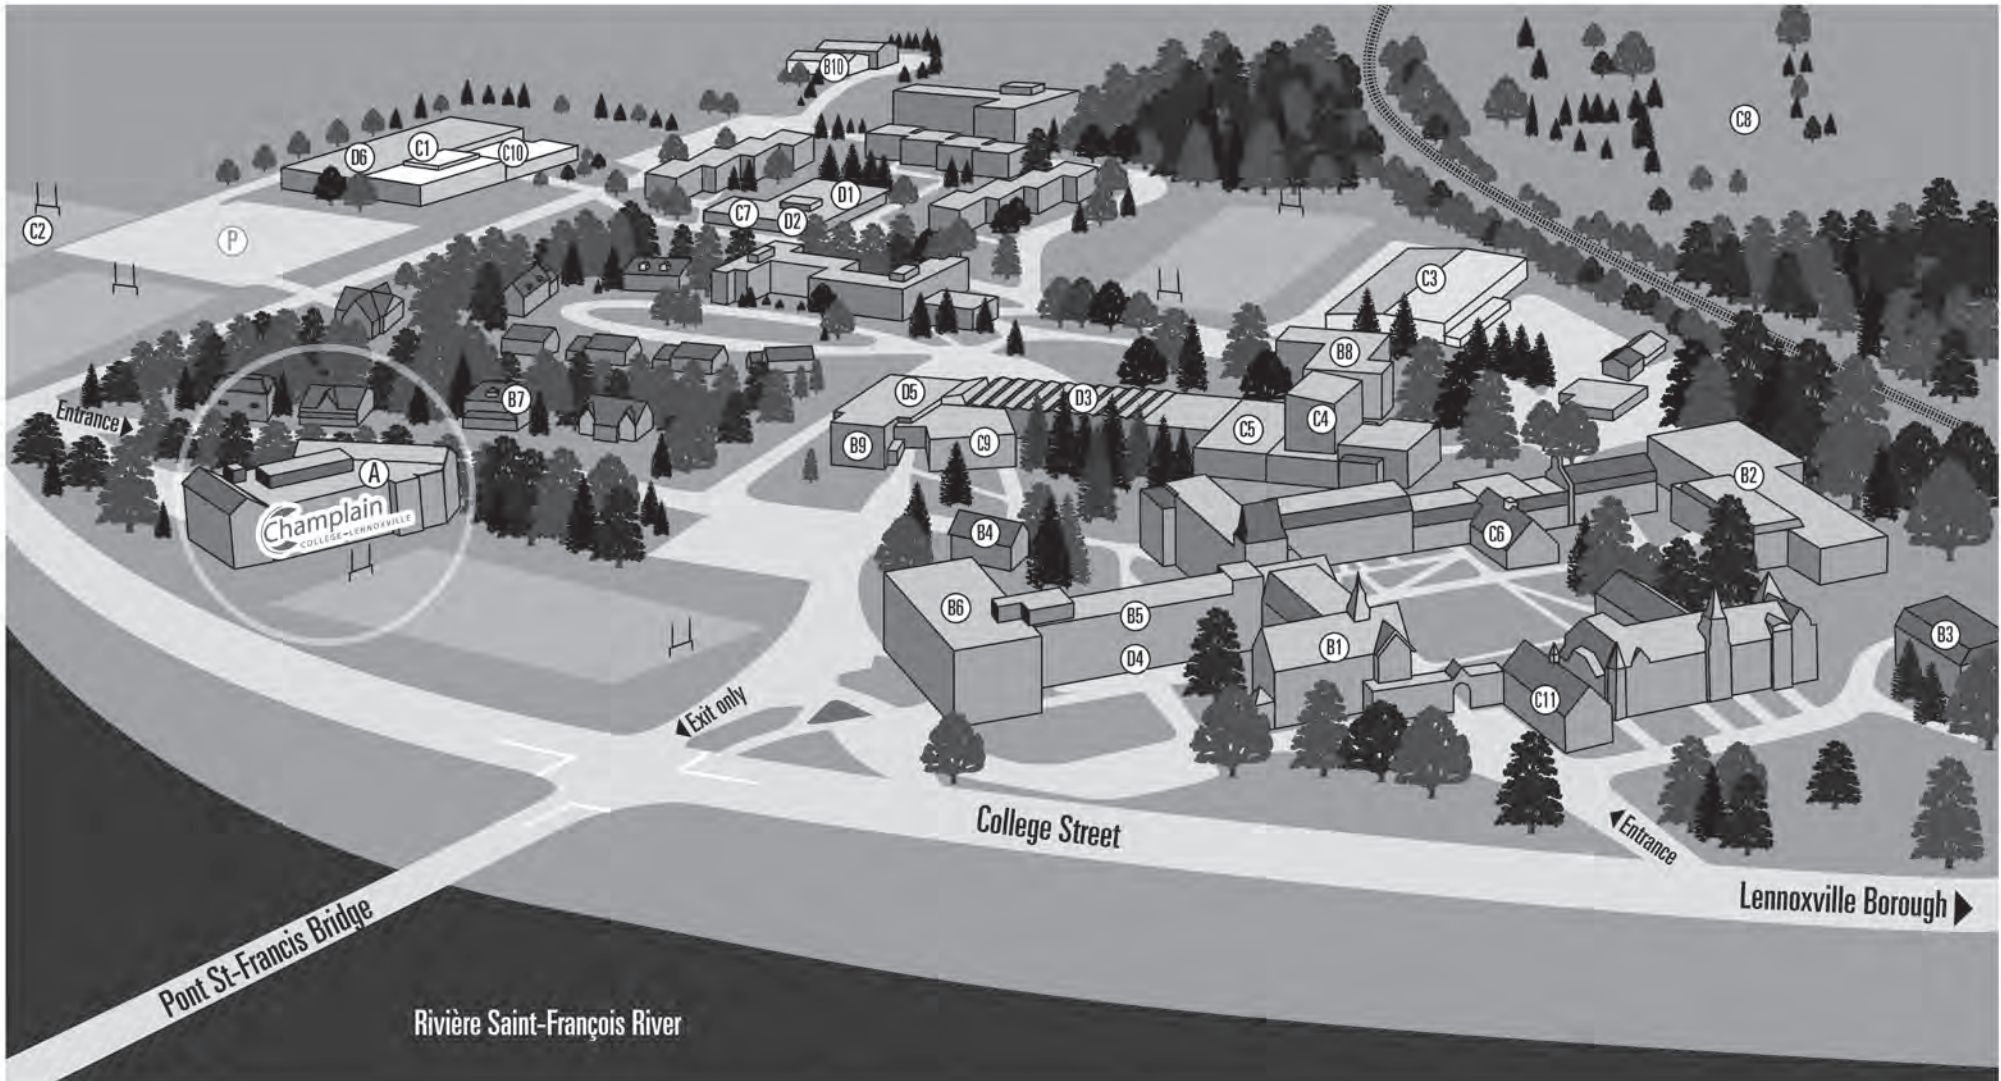 B10
C8
D6
C1
C10
C2
P
C7
D2
D1
C3
B8
Entrance
B7
D5
D3
C4
C5
B9
C9
A
Champlain
COLLEGE-LENNOXVILLE
B2
B4
C6
B6
B5
D4
B1
B3
C11
Exit only
College Street
Entrance
Lennoxville Borough
Pont St-Francis Bridge
Rivière Saint-François River